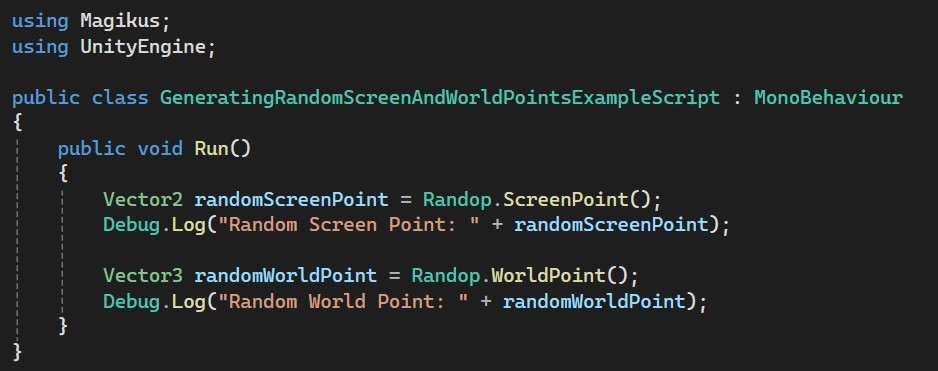 using Magikus;
using UnityEngine;
public class GeneratingRandomScreenAndWorldPointsExampleScript : MonoBehaviour
{
public void Run()
{
Vector2 randomScreenPoint = Randop.ScreenPoint();
Debug.Log("Random Screen Point: " + randomScreenPoint);
Vector3 randomWorldPoint = Randop.WorldPoint();
Debug.Log("Random World Point: " + randomWorldPoint);
}
}